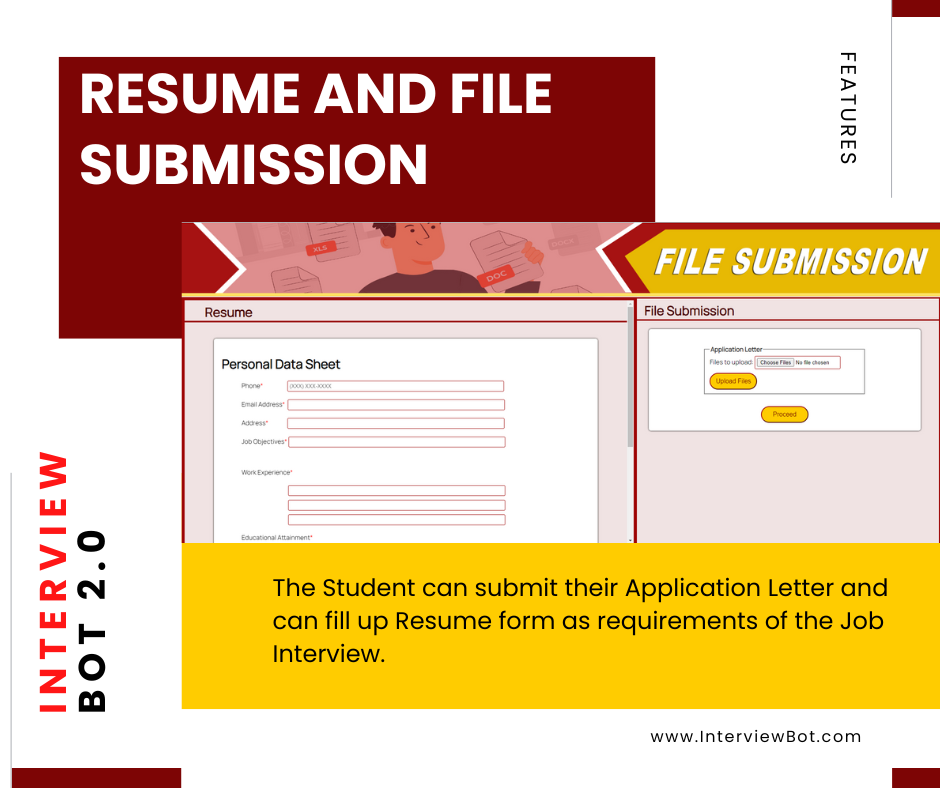 RESUME AND FILE
SUBMISSION
FEATURES
XLS
DOC
FILE SUBMISSION
Resume
Personal Data Sheet
Phone*
(XXX) XXX-XXXX
Email Address*
Address*
Job Objectives*
Work Experience*
Educational Attainment*
File Submission
Application Letter
Files to upload: Choose Files No file chosen
Upload Files
Proceed
INTERVIEW
BOT 2.0
The Student can submit their Application Letter and
can fill up Resume form as requirements of the Job
Interview.
www.InterviewBot.com